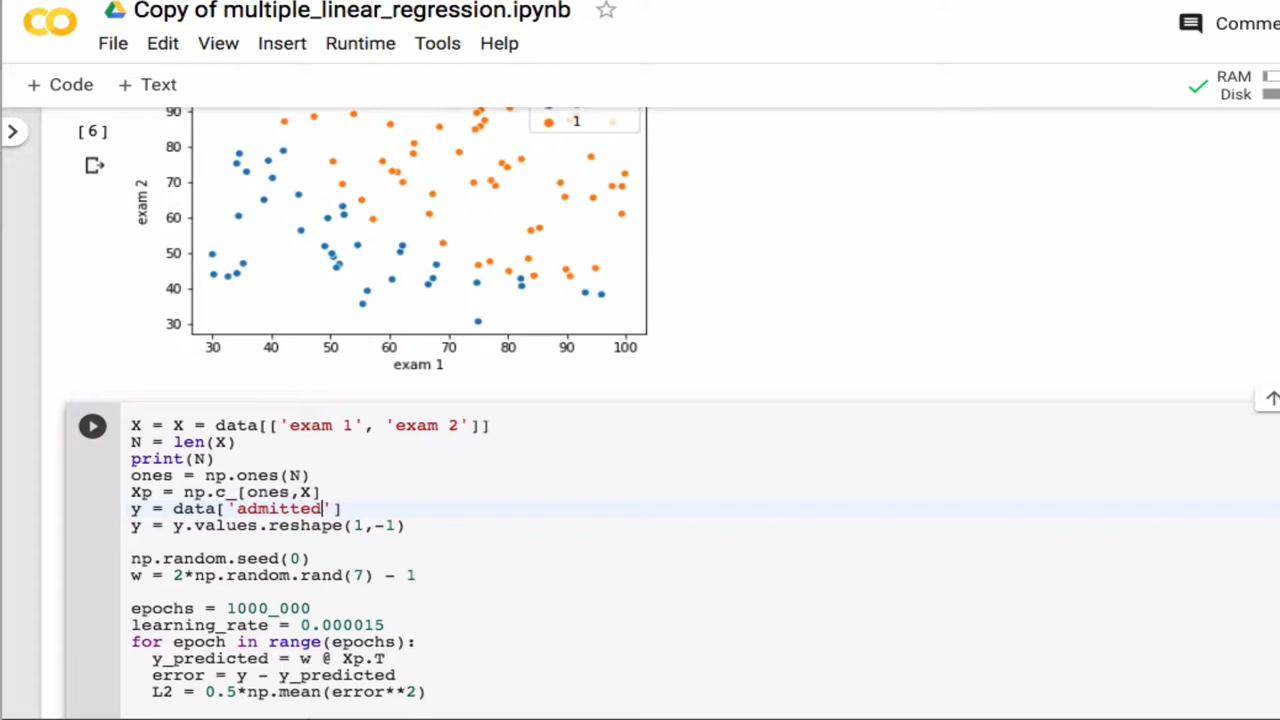 Copy of multiple_linear_regression.ipynb
Comme
File Edit View Insert Runtime Tools Help
+ Code + Text
RAM
Disk
[6]
90
80
70
60
50
40
30
exam 2
1
30 40 50 60 70 80 90 100
exam 1
X = X = data[['exam 1', 'exam 2']]
N = len(X)
print(N)
ones = np.ones(N)
Xp = np.c_[ones,X]
y = data['admitted']
y = y.values.reshape(1,-1)
np.random.seed(0)
w = 2*np.random.rand(7) - 1
epochs = 1000_000
learning_rate = 0.000015
for epoch in range(epochs):
y_predicted = w @ Xp.T
error = y - y_predicted
L2 = 0.5*np.mean(error**2)